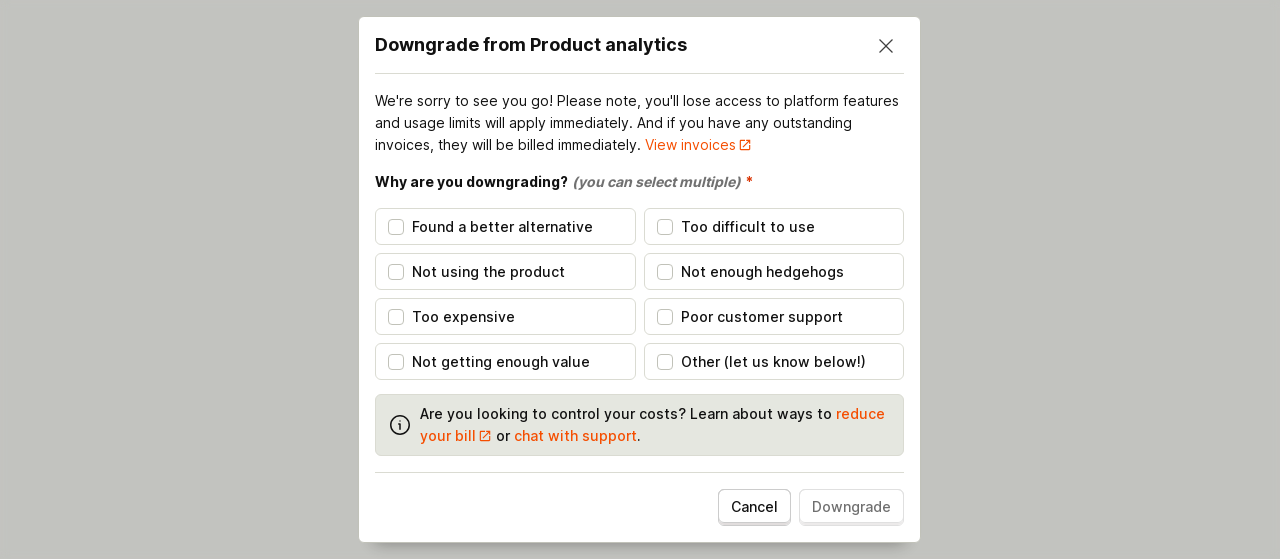 Downgrade from Product analytics
We're sorry to see you go! Please note, you'll lose access to platform features
and usage limits will apply immediately. And if you have any outstanding
invoices, they will be billed immediately. View invoices
Why are you downgrading? (you can select multiple) *
Found a better alternative
Too difficult to use
Not using the product
Not enough hedgehogs
Too expensive
Poor customer support
Not getting enough value
Other (let us know below!)
Are you looking to control your costs? Learn about ways to reduce
your bill or chat with support.
Cancel
Downgrade